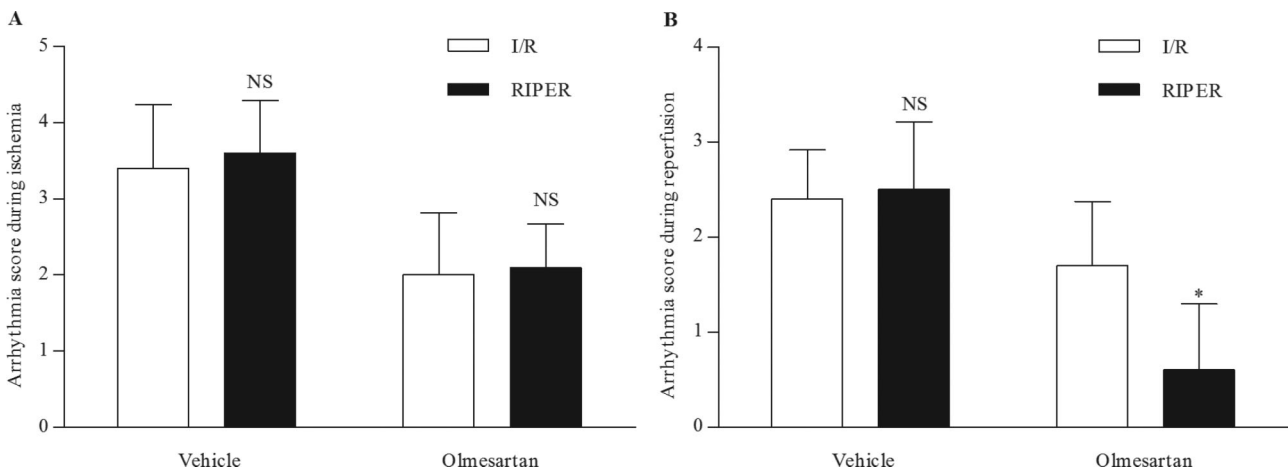 A
Arrhythmia score during ischemia
5
4
3
2
1
0
I/R
RIPER
NS
NS
Vehicle
Olmesartan
B
Arrhythmia score during reperfusion
4
3
2
1
0
I/R
RIPER
NS
*
Vehicle
Olmesartan